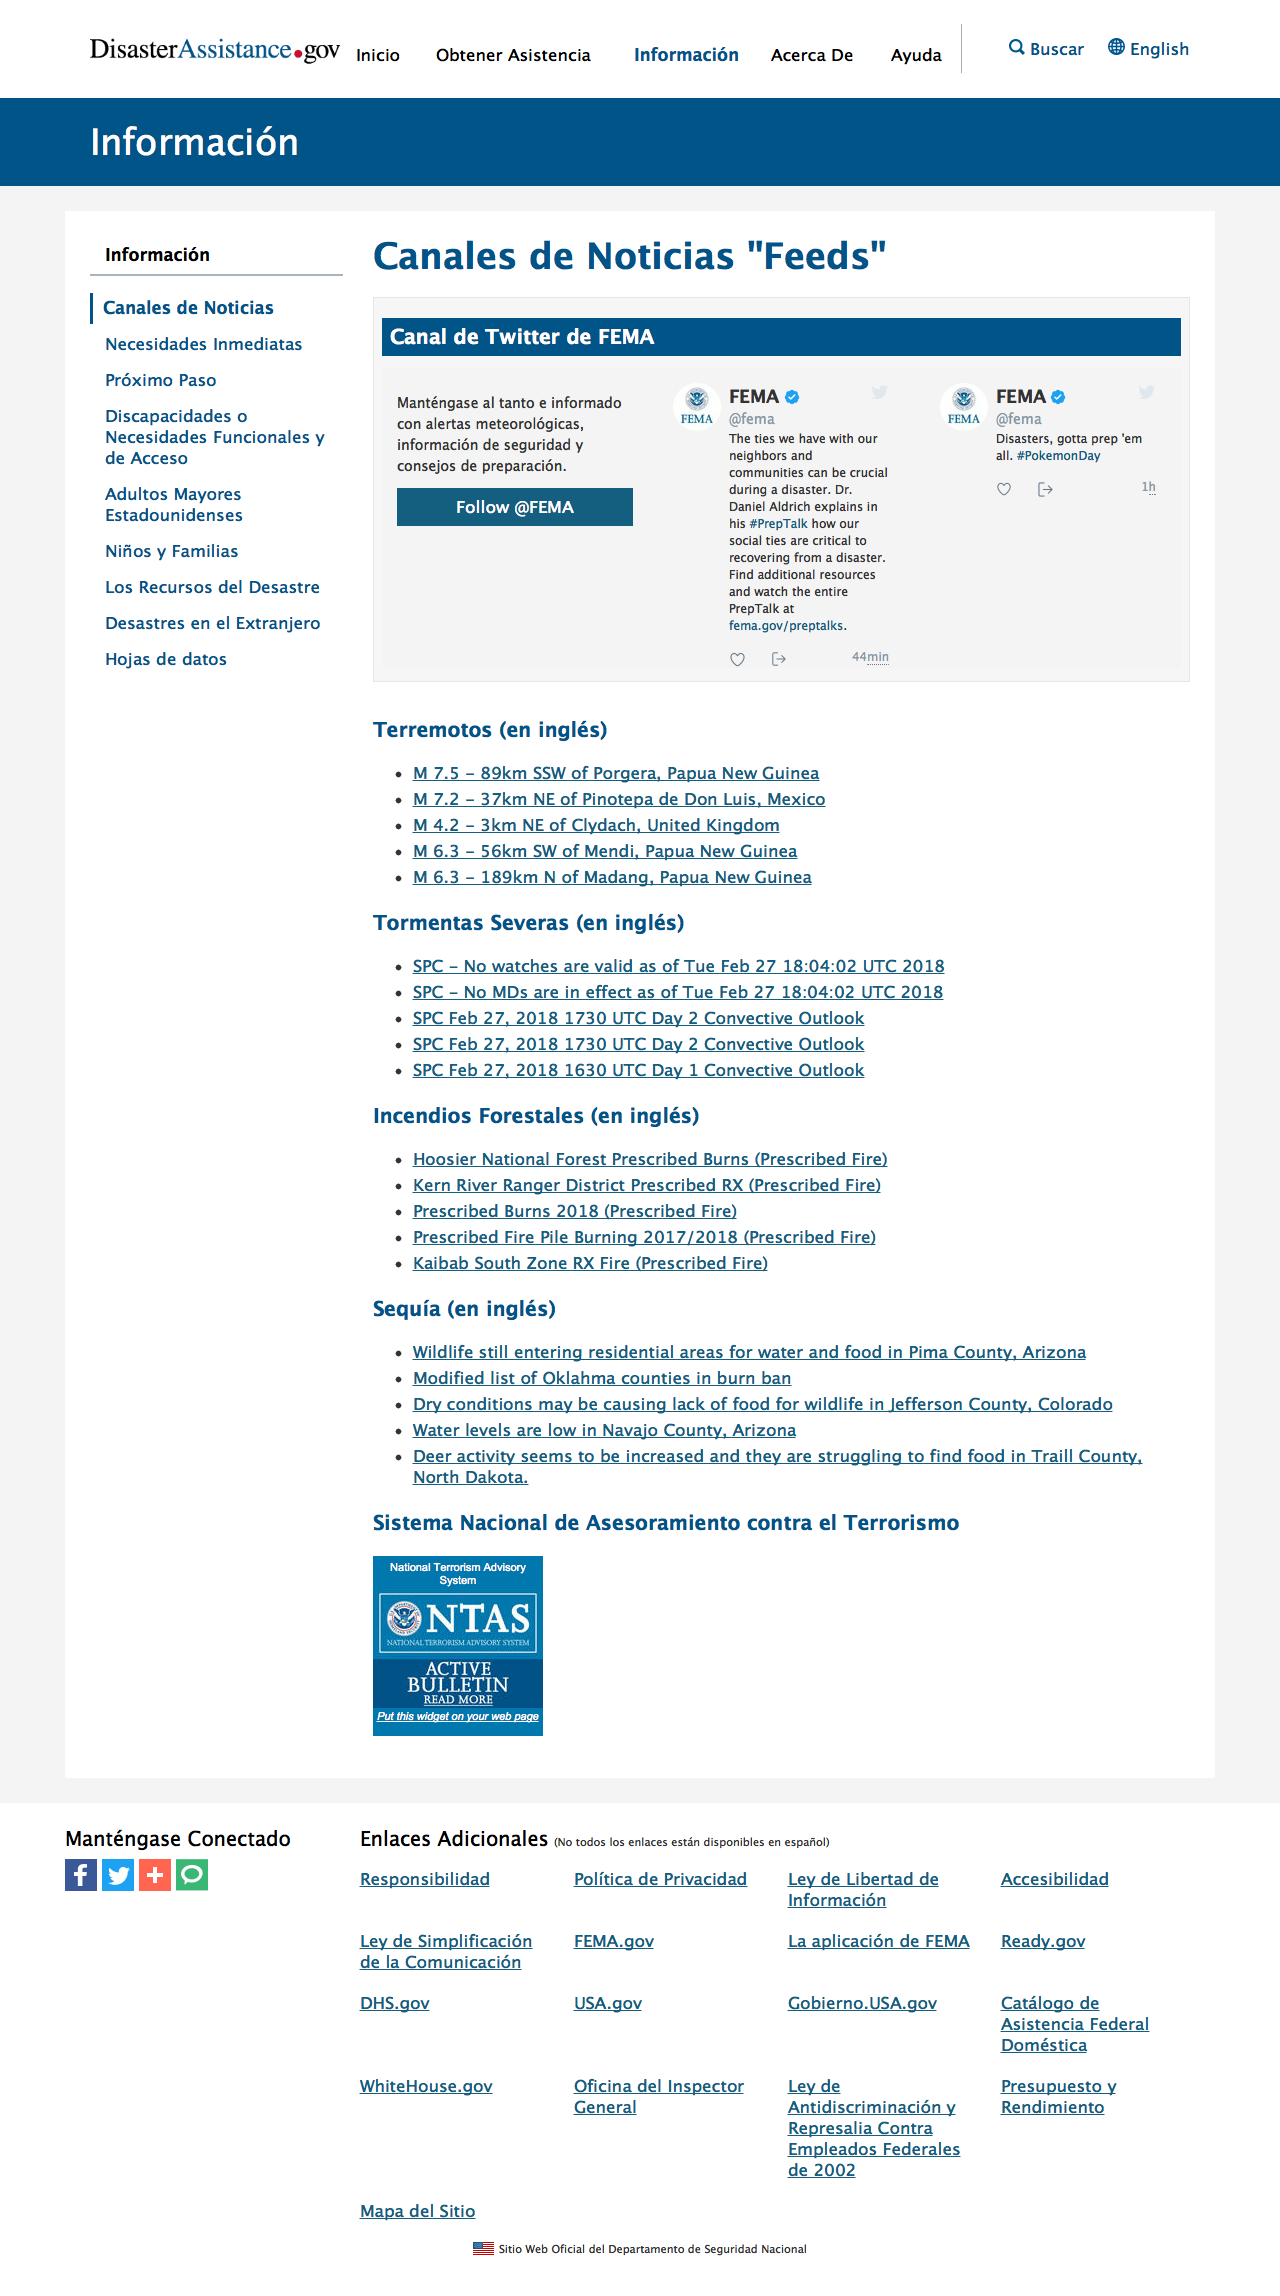 DisasterAssistance.gov
Inicio
Obtener Asistencia
Información
Acerca De
Ayuda
Buscar
English
Información
Información
Canales de Noticias
Necesidades Inmediatas
Próximo Paso
Discapacidades o
Necesidades Funcionales y
de Acceso
Adultos Mayores
Estadounidenses
Niños y Familias
Los Recursos del Desastre
Desastres en el Extranjero
Hojas de datos
Canales de Noticias "Feeds"
Canal de Twitter de FEMA
Manténgase al tanto e informado
con alertas meteorológicas,
información de seguridad y
consejos de preparación.
Follow @FEMA
FEMA
FEMA
@fema
The ties we have with our
neighbors and
communities can be crucial
during a disaster. Dr.
Daniel Aldrich explains in
his #PrepTalk how our
social ties are critical to
recovering from a disaster.
Find additional resources
and watch the entire
PrepTalk at
fema.gov/preptalks.
44min
FEMA
FEMA
@fema
Disasters, gotta prep 'em
all. #PokemonDay
1h
Terremotos (en inglés)
M 7.5 - 89km SSW of Porgera, Papua New Guinea
M 7.2 - 37km NE of Pinotepa de Don Luis, Mexico
M 4.2 - 3km NE of Clydach, United Kingdom
M 6.3 - 56km SW of Mendi, Papua New Guinea
M 6.3 - 189km N of Madang, Papua New Guinea
Tormentas Severas (en inglés)
SPC - No watches are valid as of Tue Feb 27 18:04:02 UTC 2018
SPC - No MDs are in effect as of Tue Feb 27 18:04:02 UTC 2018
SPC Feb 27, 2018 1730 UTC Day 2 Convective Outlook
SPC Feb 27, 2018 1730 UTC Day 2 Convective Outlook
SPC Feb 27, 2018 1630 UTC Day 1 Convective Outlook
Incendios Forestales (en inglés)
Hoosier National Forest Prescribed Burns (Prescribed Fire)
Kern River Ranger District Prescribed RX (Prescribed Fire)
Prescribed Burns 2018 (Prescribed Fire)
Prescribed Fire Pile Burning 2017/2018 (Prescribed Fire)
Kaibab South Zone RX Fire (Prescribed Fire)
Sequía (en inglés)
Wildlife still entering residential areas for water and food in Pima County, Arizona
Modified list of Oklahma counties in burn ban
Dry conditions may be causing lack of food for wildlife in Jefferson County, Colorado
Water levels are low in Navajo County, Arizona
Deer activity seems to be increased and they are struggling to find food in Traill County,
North Dakota.
Sistema Nacional de Asesoramiento contra el Terrorismo
National Terrorism Advisory
System
NTAS
NATIONAL TERRORISM ADVISORY SYSTEM
ACTIVE
BULLETIN
READ MORE
Put this widget on your web page
Manténgase Conectado
Enlaces Adicionales (No todos los enlaces están disponibles en español)
Responsibilidad
Política de Privacidad
Ley de Libertad de
Información
Accesibilidad
Ley de Simplificación
de la Comunicación
FEMA.gov
La aplicación de FEMA
Ready.gov
DHS.gov
USA.gov
Gobierno.USA.gov
Catálogo de
Asistencia Federal
Doméstica
WhiteHouse.gov
Oficina del Inspector
General
Ley de
Antidiscriminación y
Represalia Contra
Empleados Federales
de 2002
Presupuesto y
Rendimiento
Mapa del Sitio
Sitio Web Oficial del Departamento de Seguridad Nacional